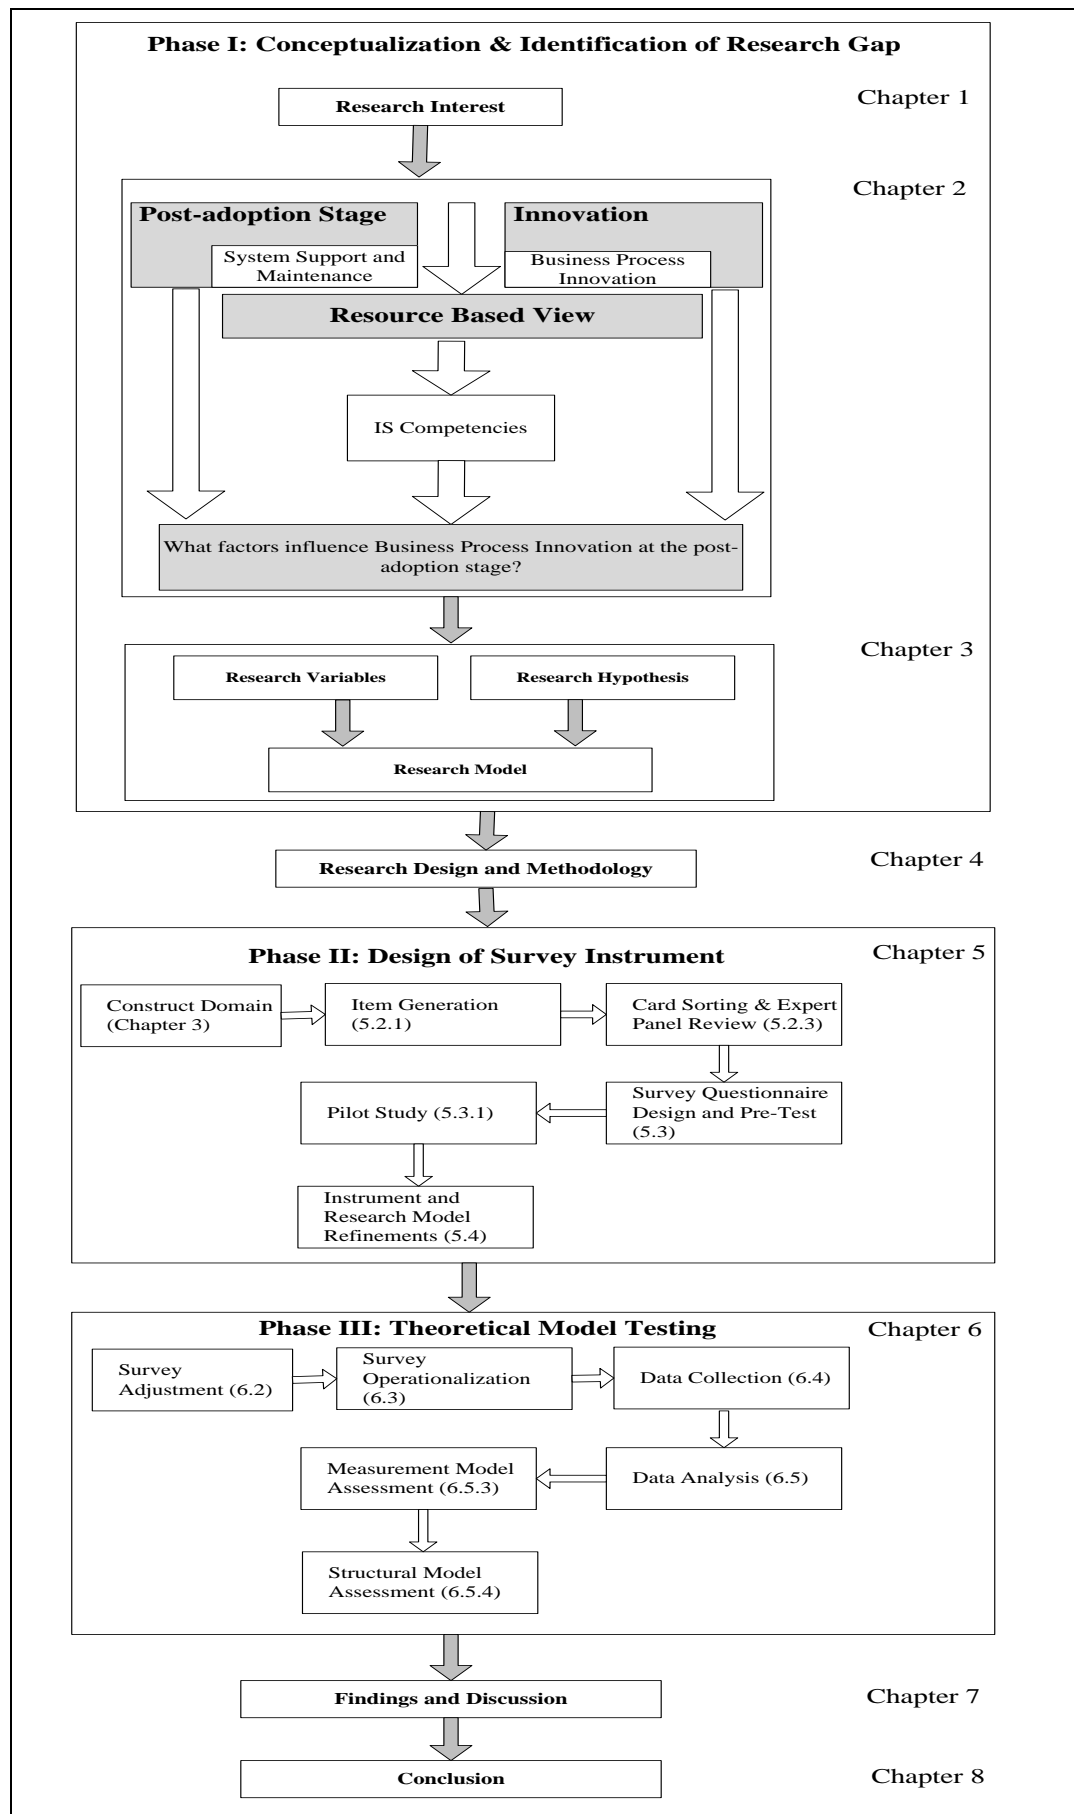 Phase I: Conceptualization & Identification of Research Gap
Chapter 1
Research Interest
Chapter 2
Post-adoption Stage
System Support and
Maintenance
Innovation
Business Process
Innovation
Resource Based View
IS Competencies
What factors influence Business Process Innovation at the post-
adoption stage?
Chapter 3
Research Variables
Research Hypothesis
Research Model
Research Design and Methodology
Chapter 4
Phase II: Design of Survey Instrument
Chapter 5
Construct Domain
(Chapter 3)
Item Generation
(5.2.1)
Card Sorting & Expert
Panel Review (5.2.3)
Survey Questionnaire
Design and Pre-Test
(5.3)
Pilot Study (5.3.1)
Instrument and
Research Model
Refinements (5.4)
Phase III: Theoretical Model Testing
Chapter 6
Survey
Adjustment (6.2)
Survey
Operationalization
(6.3)
Data Collection (6.4)
Data Analysis (6.5)
Measurement Model
Assessment (6.5.3)
Structural Model
Assessment (6.5.4)
Findings and Discussion
Chapter 7
Conclusion
Chapter 8